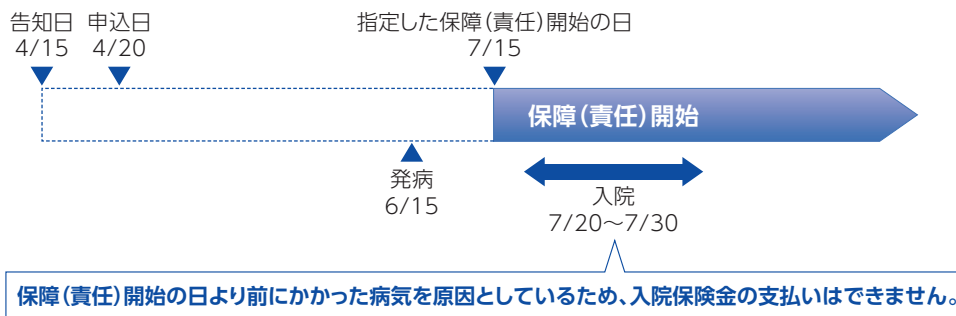 告知日 申込日 指定した保障(責任)開始の日
4/15 4/20 7/15
保障(責任)開始
発病
6/15
入院
7/20~7/30
保障(責任)開始の日より前にかかった病気を原因としているため、入院保険金の支払いはできません。